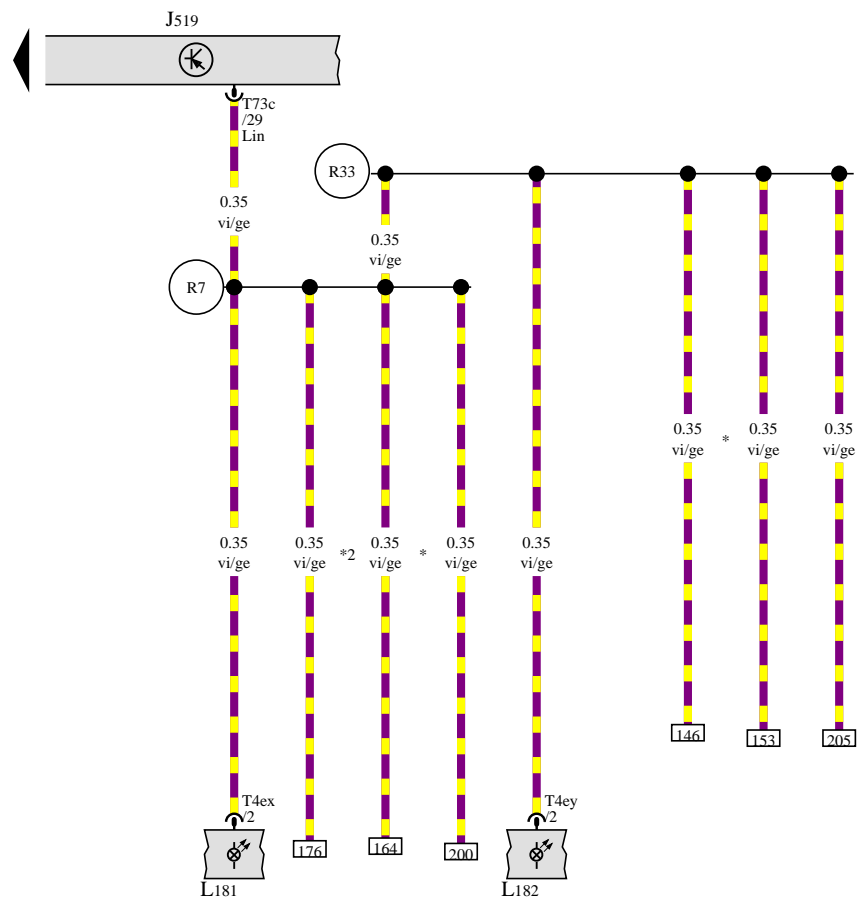 J519
T73c
/29
Lin
R33
0.35
vi/ge
0.35
vi/ge
R7
0.35
vi/ge
*
0.35
vi/ge
0.35
vi/ge
0.35
vi/ge
0.35
vi/ge
*2
0.35
vi/ge
*
0.35
vi/ge
0.35
vi/ge
146
153
205
T4ex
/2
T4ey
/2
176
164
200
L181
L182